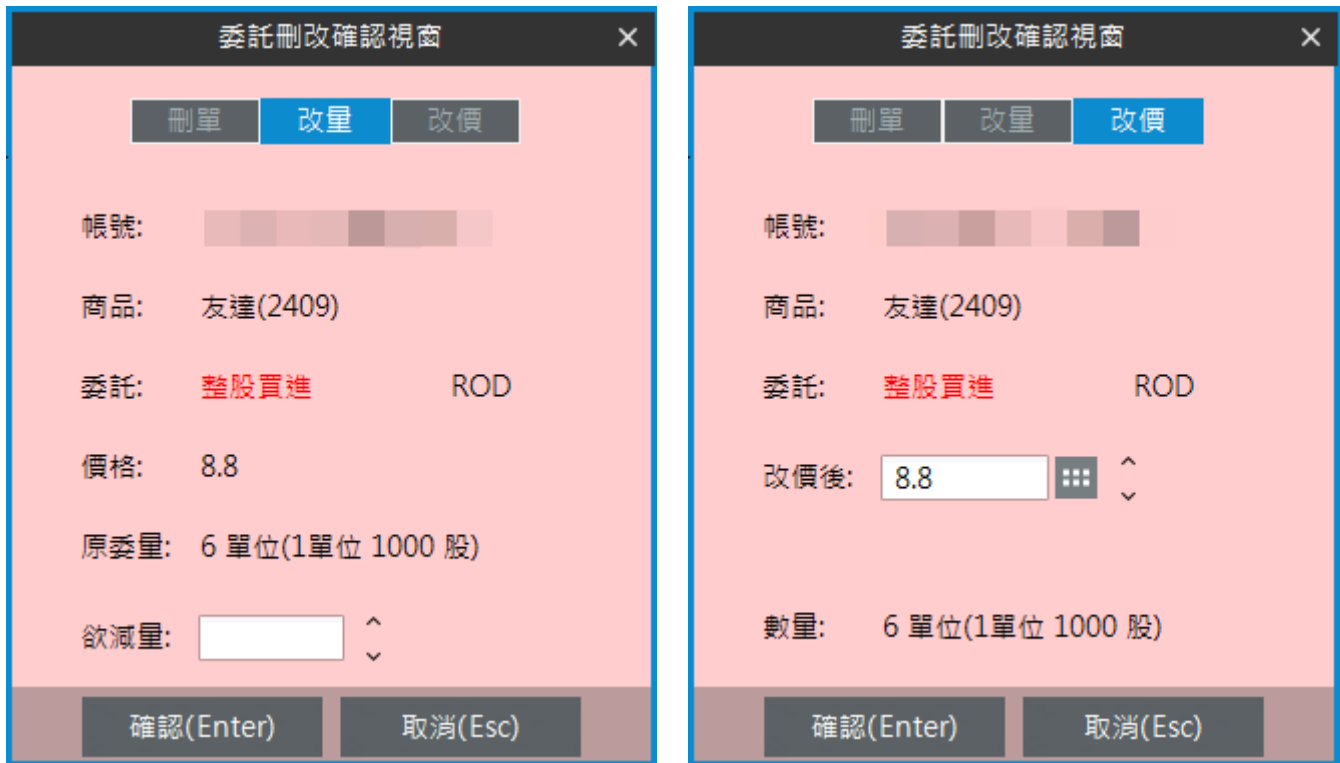 委託刪改確認視窗 ×
刪單 改量 改價
帳號:
商品: 友達(2409)
委託: 整股買進 ROD
價格: 8.8
原委量: 6 單位(1單位 1000 股)
欲減量:
確認(Enter) 取消(Esc)
委託刪改確認視窗 ×
刪單 改量 改價
帳號:
商品: 友達(2409)
委託: 整股買進 ROD
改價後: 8.8
數量: 6 單位(1單位 1000 股)
確認(Enter) 取消(Esc)